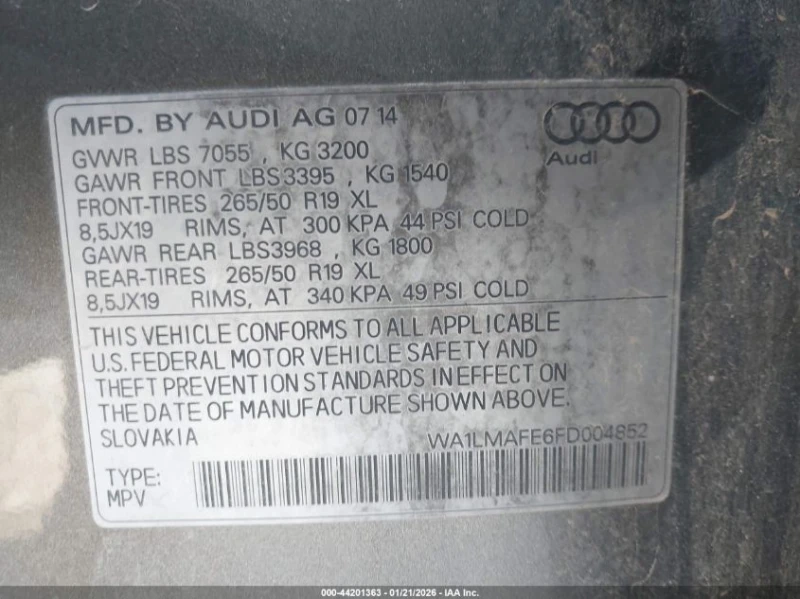 MFD. BY AUDI AG 07 14
Audi
GVWR LBS 7055 , KG 3200
GAWR FRONT LBS3395 , KG 1540
FRONT-TIRES 265/50 R19 XL
8,5JX19 RIMS, AT 300 KPA 44 PSI COLD
GAWR REAR LBS3968 , KG 1800
REAR-TIRES 265/50 R19 XL
8,5JX19 RIMS, AT 340 KPA 49 PSI COLD
THIS VEHICLE CONFORMS TO ALL APPLICABLE
U.S. FEDERAL MOTOR VEHICLE SAFETY AND
THEFT PREVENTION STANDARDS IN EFFECT ON
THE DATE OF MANUFACTURE SHOWN ABOVE.
SLOVAKIA WA1LMAFE6FD004852
TYPE:
MPV
000-44201363 - 01/21/2026 - IAA Inc.